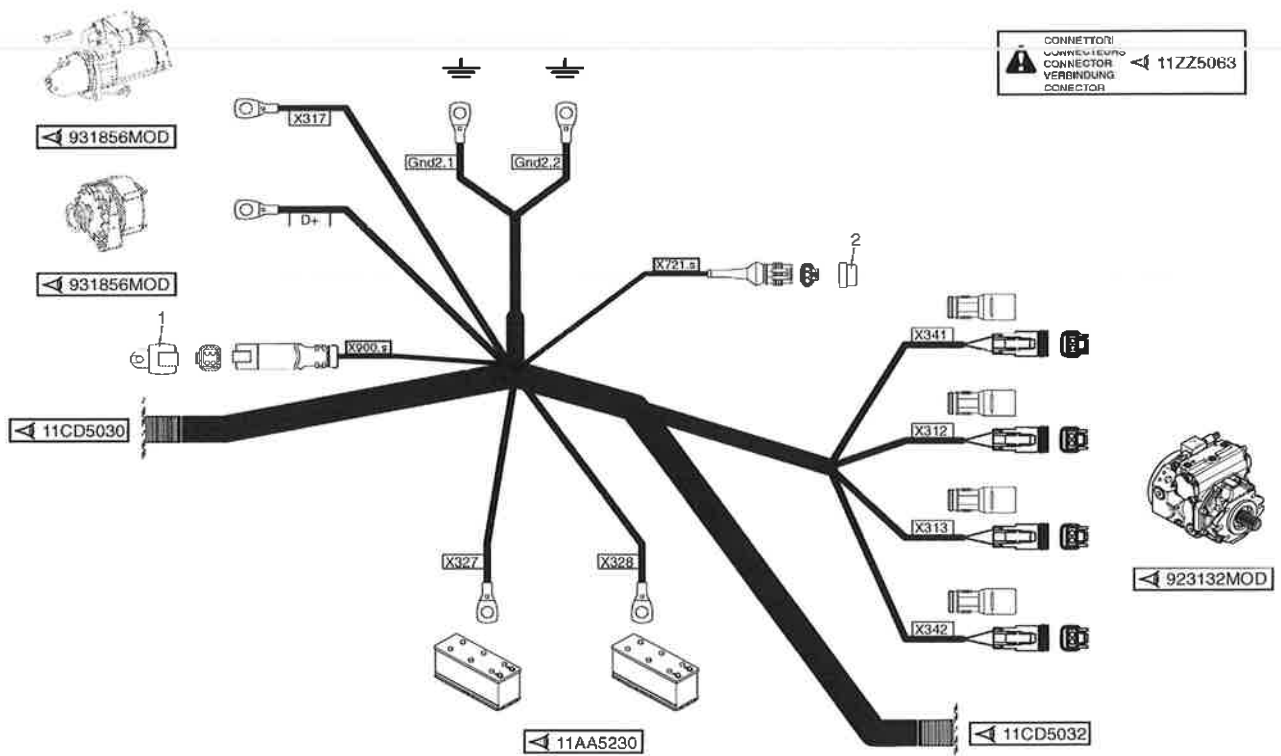 CONNETTORI
CONNECTEURS
CONNECTOR
VERBINDUNG
CONECTOR
11ZZ5063
931856MOD
X317
Gnd2.1
Gnd2.2
D+
931856MOD
X721.s
2
1
X900.s
X341
11CD5030
X312
X313
923132MOD
X327
X328
X342
11AA5230
11CD5032